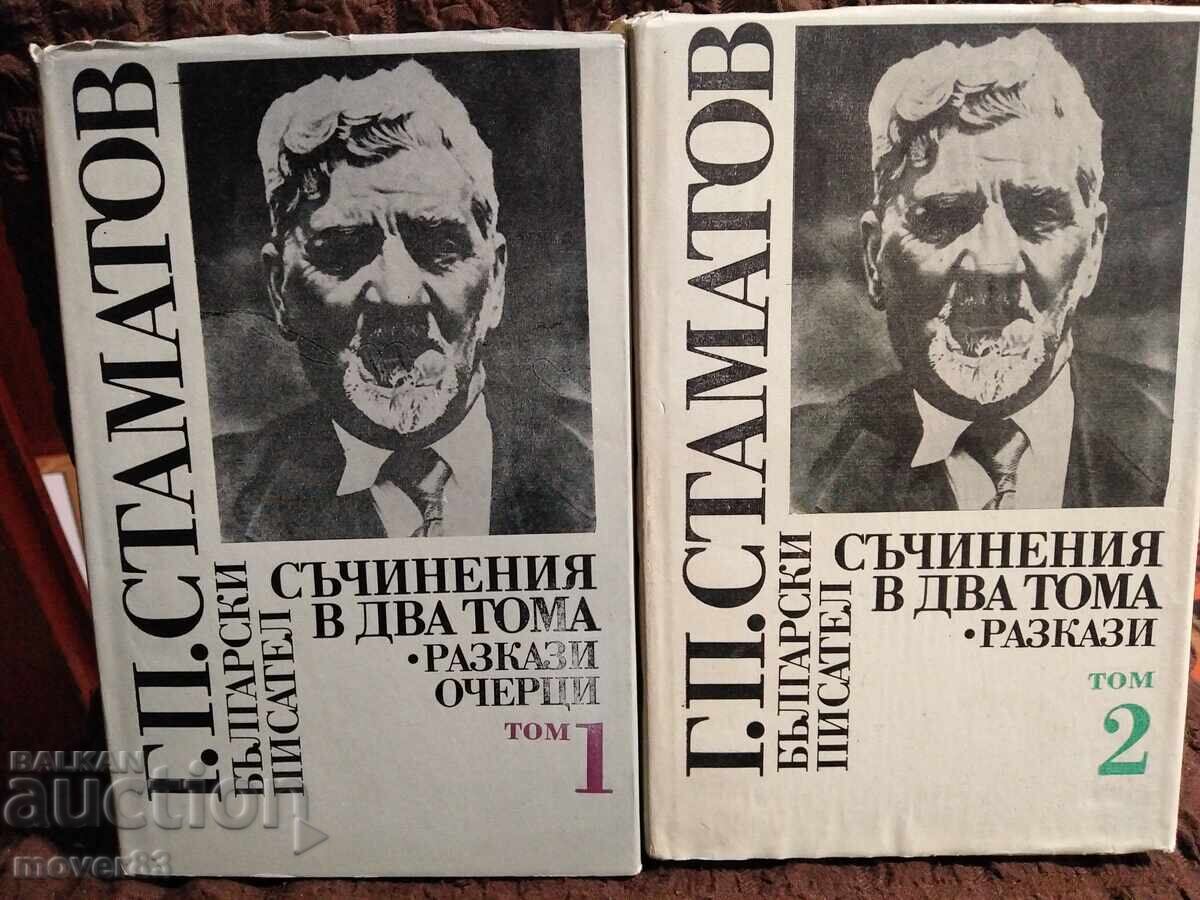 Г.П.СТАМАТОВ
БЪЛГАРСКИ
ПИСАТЕЛ
СЪЧИНЕНИЯ
В ДВА ТОМА
·РАЗКАЗИ
ОЧЕРЦИ
ТОМ 1
Г.П.СТАМАТОВ
БЪЛГАРСКИ
ПИСАТЕЛ
СЪЧИНЕНИЯ
В ДВА ТОМА
·РАЗКАЗИ
ТОМ
2
BALKAN
auction
mover83